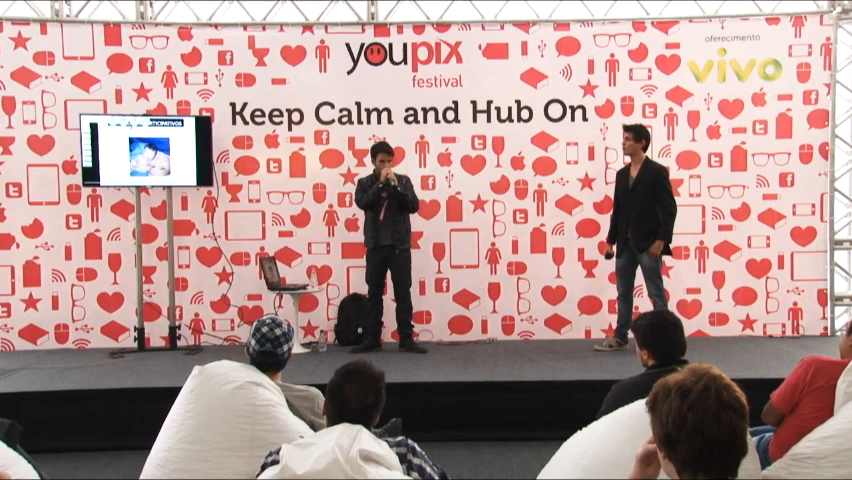 youpix
festival
oferecimento
vivo
Keep Calm and Hub On